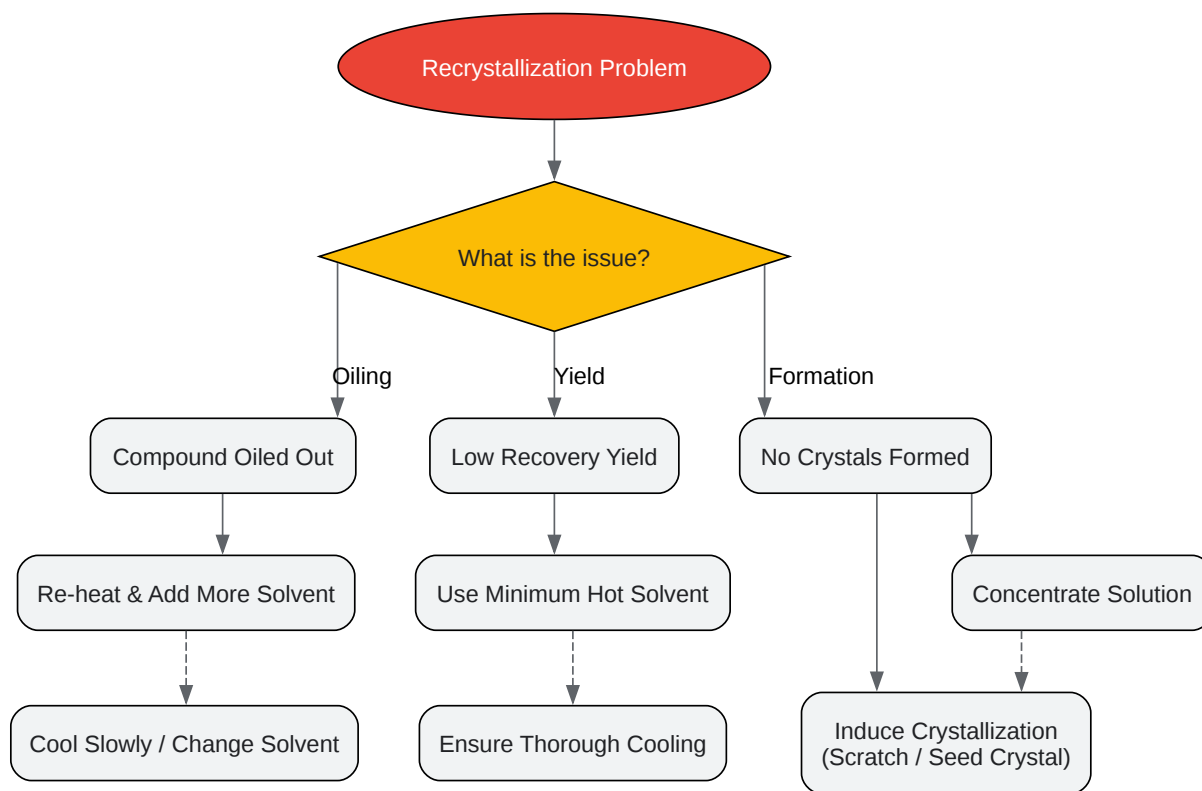 Recrystallization Problem
What is the issue?
Oiling
Yield
Formation
Compound Oiled Out
Low Recovery Yield
No Crystals Formed
Re-heat & Add More Solvent
Use Minimum Hot Solvent
Concentrate Solution
Cool Slowly / Change Solvent
Ensure Thorough Cooling
Induce Crystallization
(Scratch / Seed Crystal)